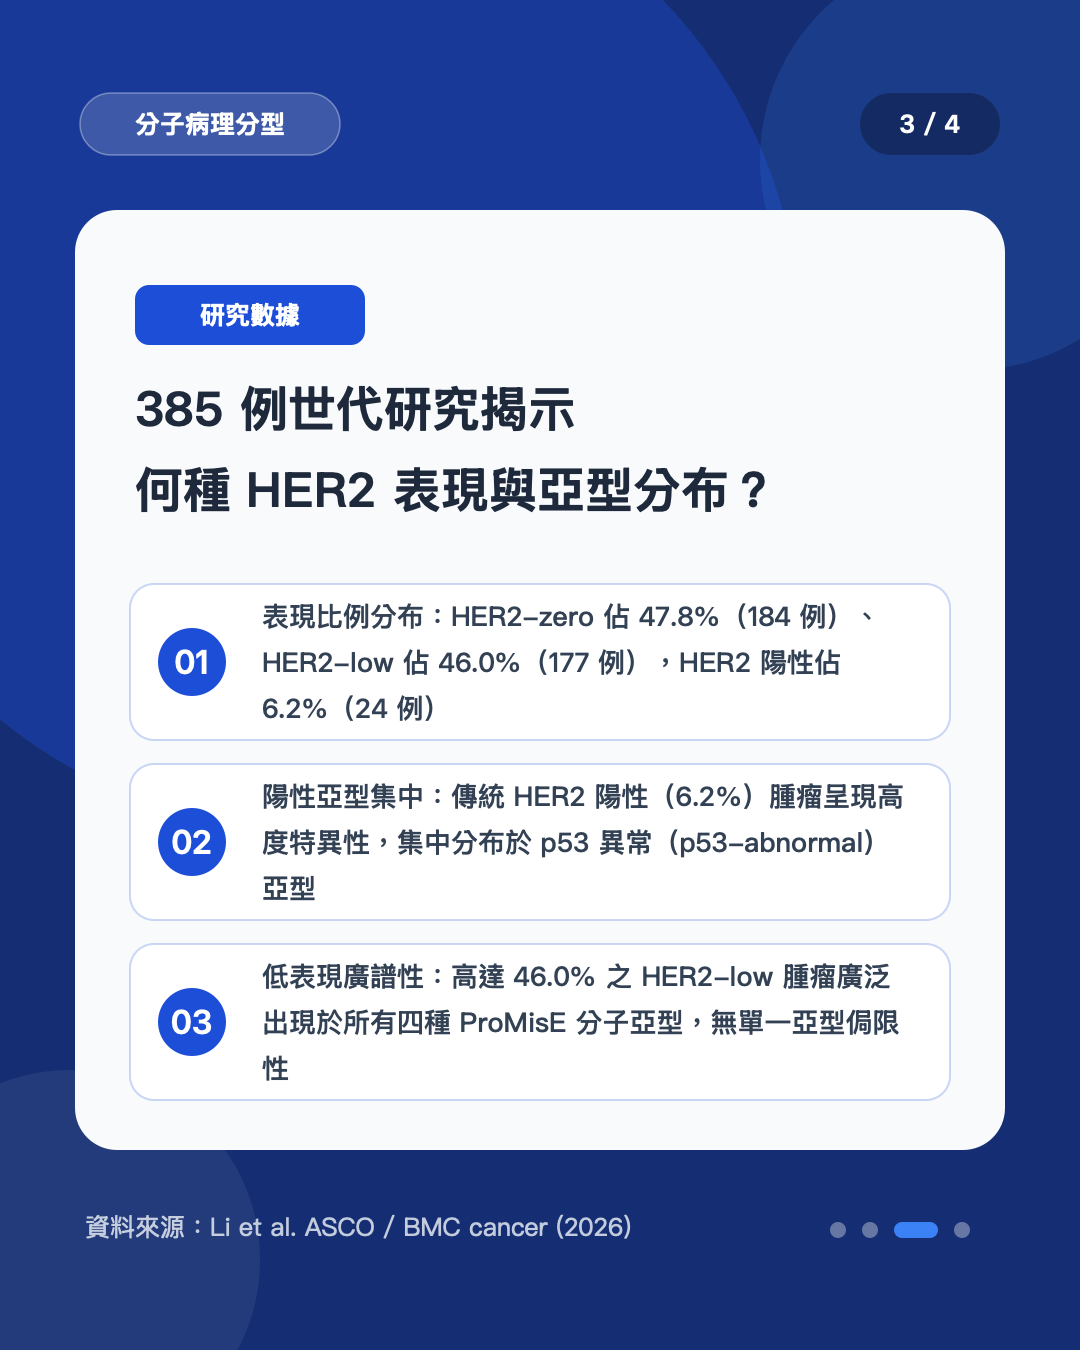 分子病理分型
3 / 4
研究數據
385 例世代研究揭示
何種 HER2 表現與亞型分布？
01
表現比例分布：HER2–zero 佔 47.8%（184 例）、
HER2–low 佔 46.0%（177 例），HER2 陽性佔
6.2%（24 例）
02
陽性亞型集中：傳統 HER2 陽性（6.2%）腫瘤呈現高
度特異性，集中分布於 p53 異常（p53–abnormal）
亞型
03
低表現廣譜性：高達 46.0% 之 HER2–low 腫瘤廣泛
出現於所有四種 ProMisE 分子亞型，無單一亞型侷限
性
資料來源：Li et al. ASCO / BMC cancer (2026)